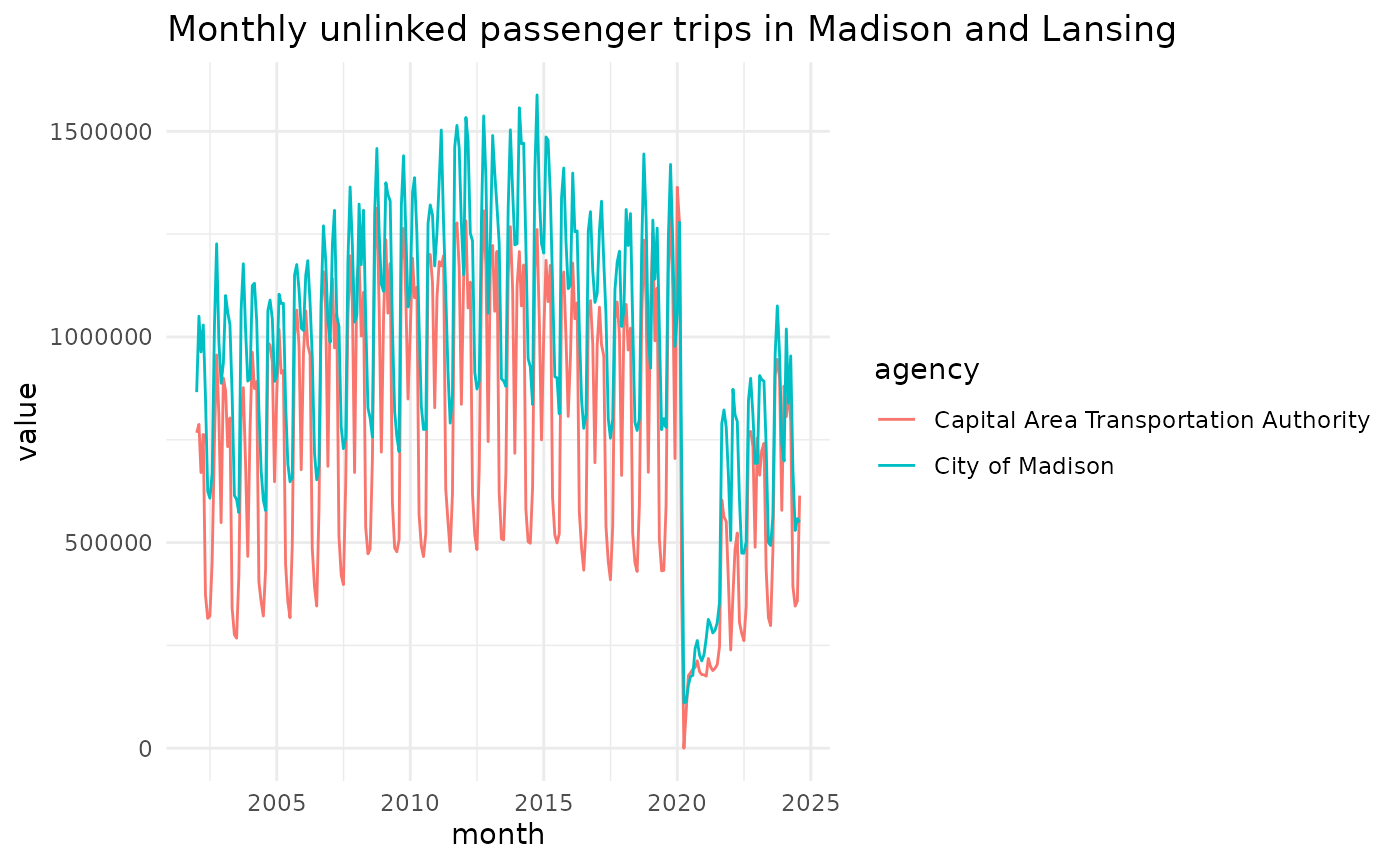 Monthly unlinked passenger trips in Madison and Lansing
value
1500000
1000000
500000
0
2005
2010
2015
2020
2025
month
agency
Capital Area Transportation Authority
City of Madison